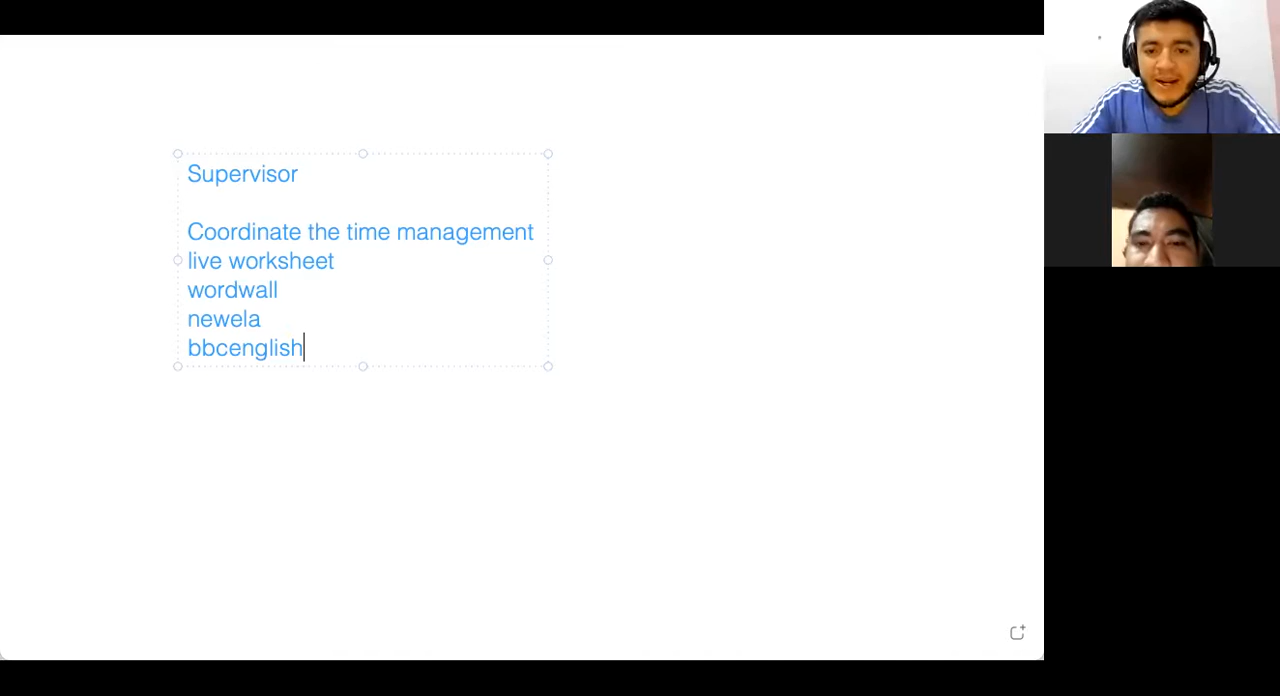 Supervisor
Coordinate the time management
live worksheet
wordwall
newela
bbcenglish